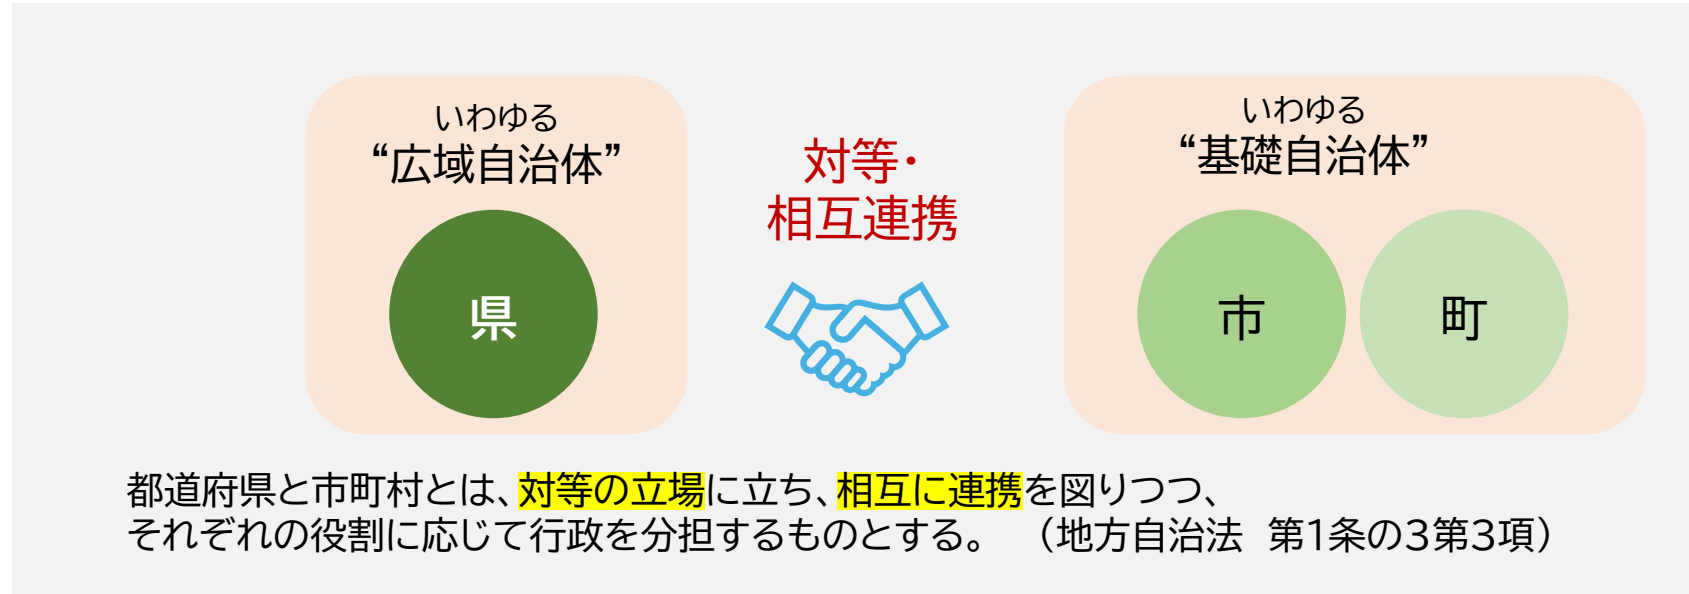 いわゆる
“広域自治体”
県
対等・
相互連携
いわゆる
“基礎自治体”
市
町
都道府県と市町村とは、対等の立場に立ち、相互に連携を図りつつ、
それぞれの役割に応じて行政を分担するものとする。　（地方自治法　第1条の3第3項）